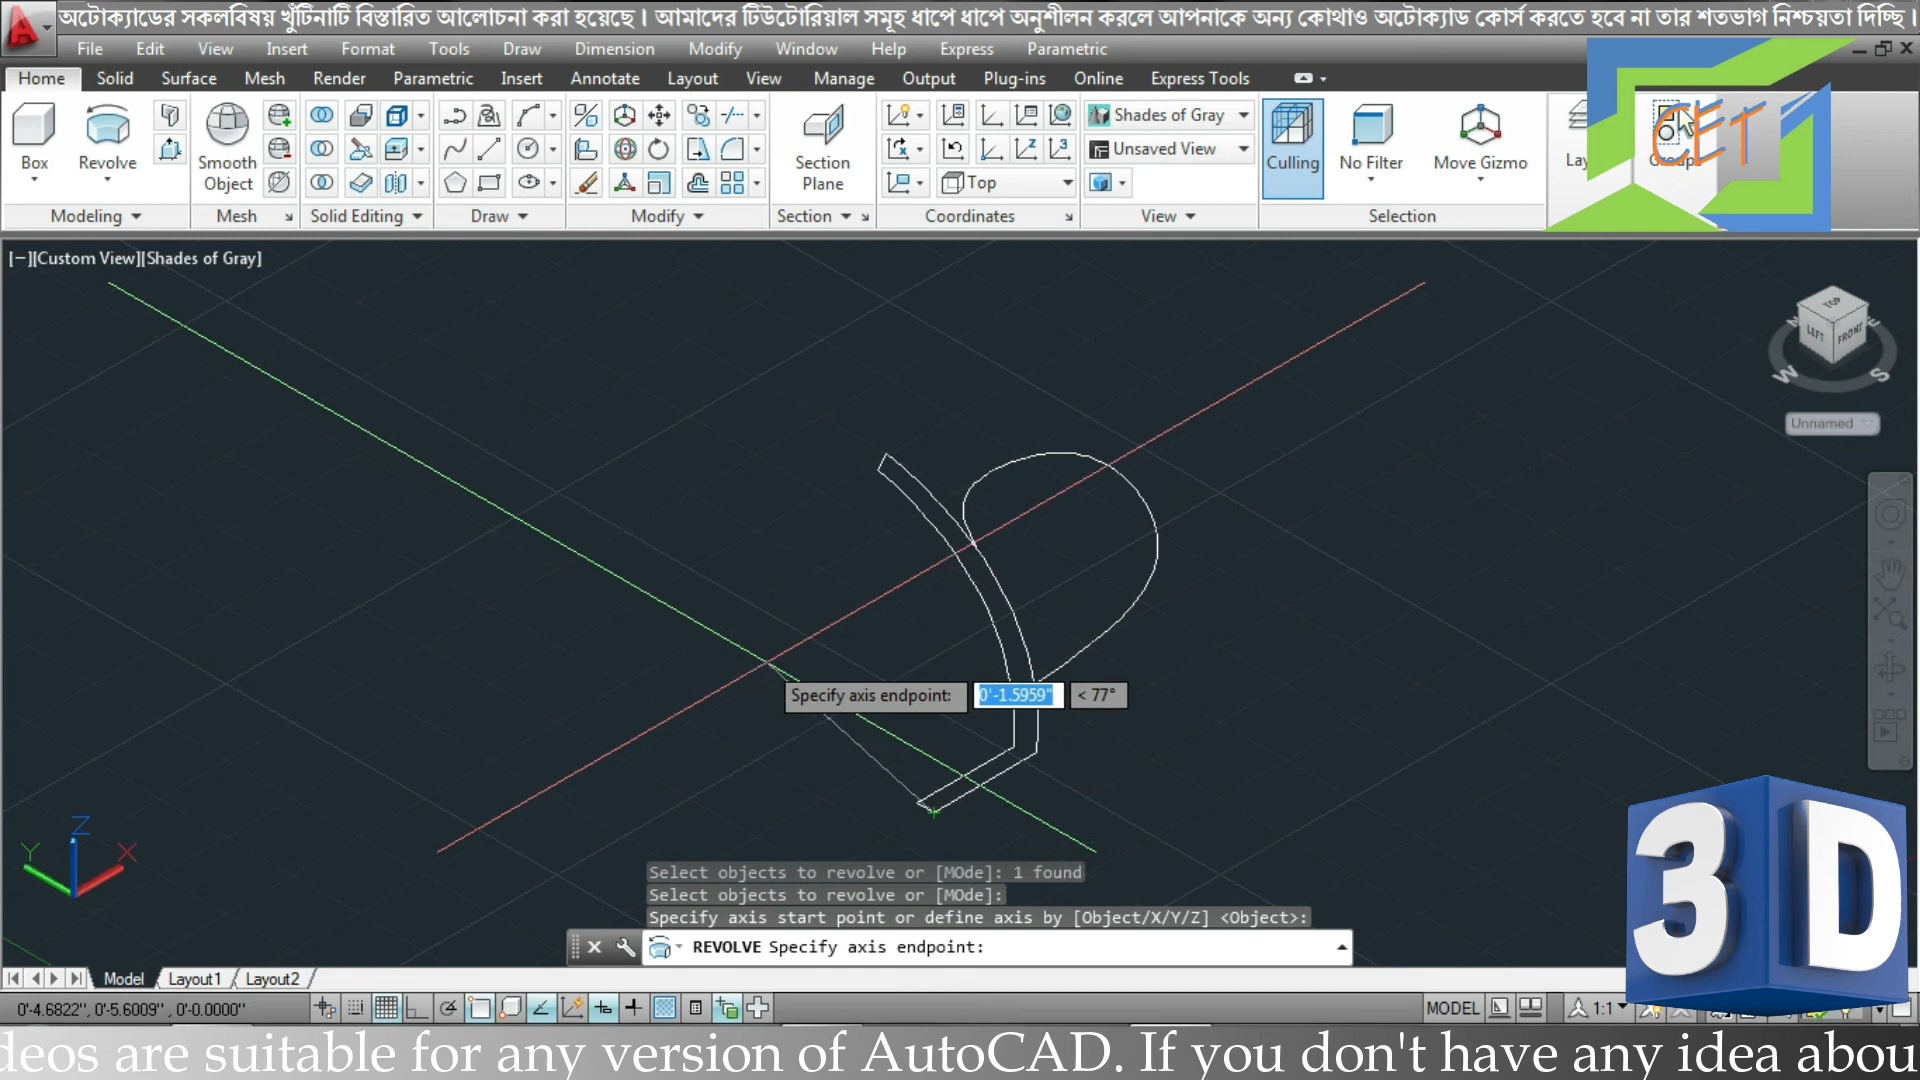 অটোক্যাডের সকলবিষয় খুঁটিনাটি বিস্তারিত আলোচনা করা হয়েছে। আমাদের টিউটোরিয়াল সমূহ ধাপে ধাপে অনুশীলন করলে আপনাকে অন্য কোথাও অটোক্যাড কোর্স করতে হবে না তার শতভাগ নিশ্চয়তা দিচ্ছি।
File Edit View Insert Format Tools Draw Dimension Modify Window Help Express Parametric
Home Solid Surface Mesh Render Parametric Insert Annotate Layout View Manage Output Plug-ins Online Express Tools
Shades of Gray
Unsaved View
Top
Box Revolve Smooth Object Section Plane Culling No Filter Move Gizmo
CET
Modeling Mesh Solid Editing Draw Modify Section Coordinates View Selection
[−][Custom View][Shades of Gray]
TOP
LEFT FRONT
W S
Unnamed
Specify axis endpoint: 0'-1.5959" < 77°
Z
Y X
Select objects to revolve or [MOde]: 1 found
Select objects to revolve or [MOde]:
Specify axis start point or define axis by [Object/X/Y/Z] <Object>:
REVOLVE Specify axis endpoint:
3D
Model Layout1 Layout2
0'-4.6822", 0'-5.6009" , 0'-0.0000"
MODEL 1:1
deos are suitable for any version of AutoCAD. If you don't have any idea abou